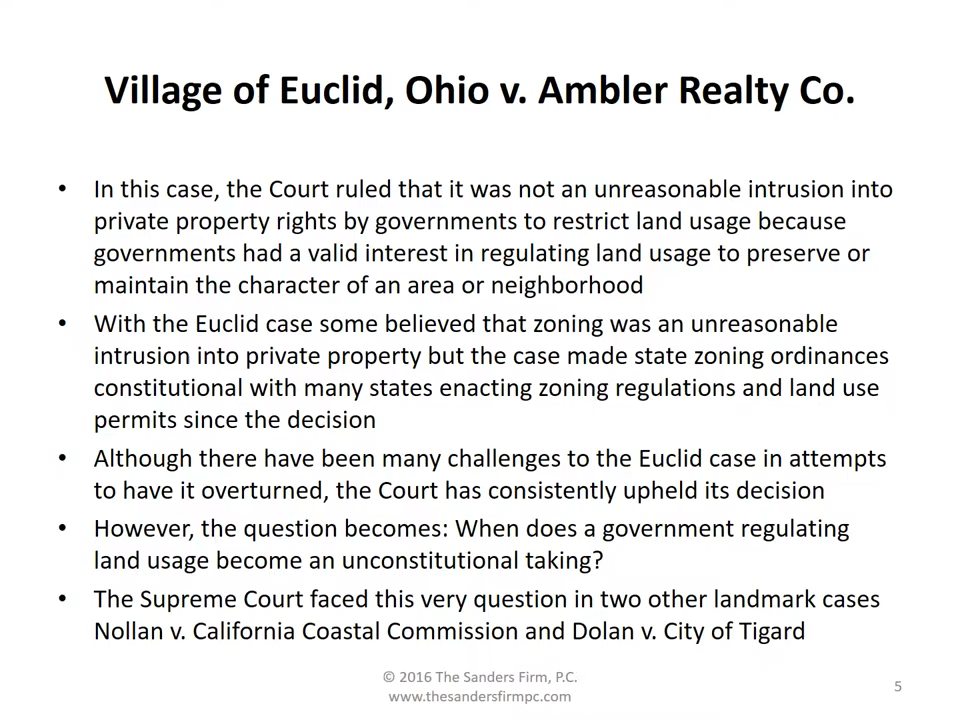 Village of Euclid, Ohio v. Ambler Realty Co.
• In this case, the Court ruled that it was not an unreasonable intrusion into
private property rights by governments to restrict land usage because
governments had a valid interest in regulating land usage to preserve or
maintain the character of an area or neighborhood
• With the Euclid case some believed that zoning was an unreasonable
intrusion into private property but the case made state zoning ordinances
constitutional with many states enacting zoning regulations and land use
permits since the decision
• Although there have been many challenges to the Euclid case in attempts
to have it overturned, the Court has consistently upheld its decision
• However, the question becomes: When does a government regulating
land usage become an unconstitutional taking?
• The Supreme Court faced this very question in two other landmark cases
Nollan v. California Coastal Commission and Dolan v. City of Tigard
© 2016 The Sanders Firm, P.C.
www.thesandersfirmpc.com
5